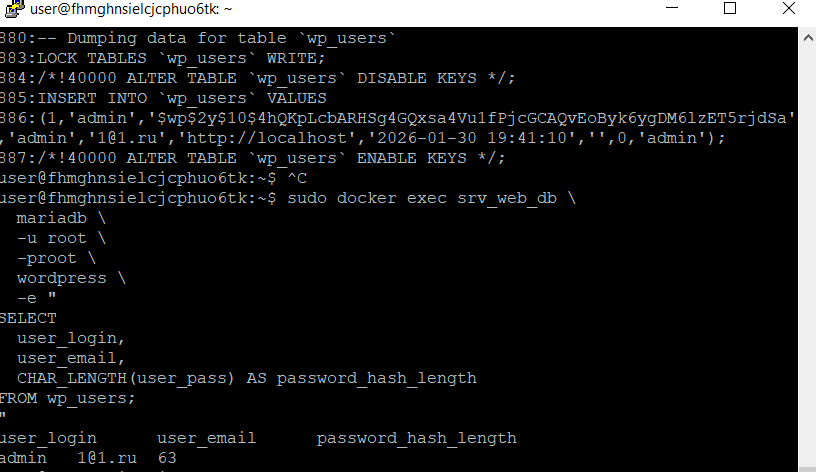 user@fhmghnsielcjcphuo6tk: ~
880:-- Dumping data for table `wp_users`
883:LOCK TABLES `wp_users` WRITE;
884:/*!40000 ALTER TABLE `wp_users` DISABLE KEYS */;
885:INSERT INTO `wp_users` VALUES
886:(1,'admin','$wp$2y$10$4hQKpLcbARHSg4GQxsa4Vu1fPjcGCAQvEoByk6ygDM6lzET5rjdSa'
,'admin','1@1.ru','http://localhost','2026-01-30 19:41:10','',0,'admin');
887:/*!40000 ALTER TABLE `wp_users` ENABLE KEYS */;
user@fhmghnsielcjcphuo6tk:~$ ^C
user@fhmghnsielcjcphuo6tk:~$ sudo docker exec srv_web_db \
  mariadb \
  -u root \
  -proot \
  wordpress \
  -e "
SELECT
  user_login,
  user_email,
  CHAR_LENGTH(user_pass) AS password_hash_length
FROM wp_users;
"
user_login      user_email      password_hash_length
admin   1@1.ru  63